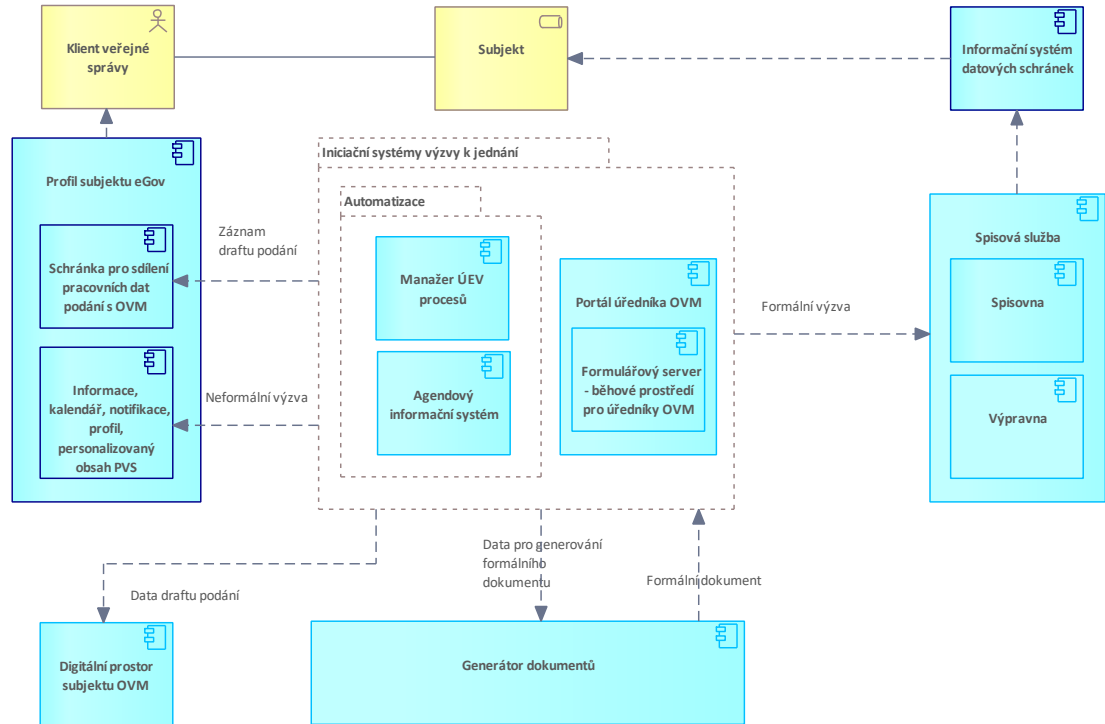 Klient veřejné
správy
Subjekt
Informační systém
datových schránek
Profil subjektu eGov
Schránka pro sdílení
pracovních dat
podání s OVM
Informace,
kalendář, notifikace,
profil,
personalizovaný
obsah PVS
Záznam
draftu podání
Neformální výzva
Iniciační systémy výzvy k jednání
Automatizace
Manažer ÚEV
procesů
Agendový
informační systém
Portál úředníka OVM
Formulářový server
- běhové prostředí
pro úředníky OVM
Formální výzva
Spisová služba
Spisovna
Výpravna
Data draftu podání
Data pro generování
formálního
dokumentu
Formální dokument
Digitální prostor
subjektu OVM
Generátor dokumentů